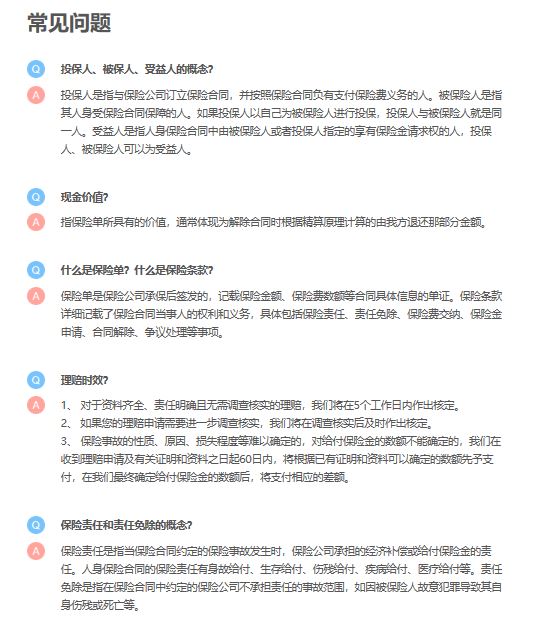 常见问题
Q 投保人、被保人、受益人的概念?
A 投保人是指与保险公司订立保险合同，并按照保险合同负有支付保险费义务的人。被保险人是指
其人身受保险合同保障的人。如果投保人以自己为被保险人进行投保，投保人与被保险人就是同
一人。受益人是指人身保险合同中由被保险人或者投保人指定的享有保险金请求权的人，投保
人、被保险人可以为受益人。
Q 现金价值?
A 指保险单所具有的价值，通常体现为解除合同时根据精算原理计算的由我方退还那部分金额。
Q 什么是保险单？什么是保险条款?
A 保险单是保险公司承保后签发的，记载保险金额、保险费数额等合同具体信息的单证。保险条款
详细记载了保险合同当事人的权利和义务，具体包括保险责任、责任免除、保险费交纳、保险金
申请、合同解除、争议处理等事项。
Q 理赔时效?
A 1、 对于资料齐全、责任明确且无需调查核实的理赔，我们将在5个工作日内作出核定。
2、 如果您的理赔申请需要进一步调查核实，我们将在调查核实后及时作出核定。
3、 保险事故的性质、原因、损失程度等难以确定的，对给付保险金的数额不能确定的，我们在
收到理赔申请及有关证明和资料之日起60日内，将根据已有证明和资料可以确定的数额先予支
付，在我们最终确定给付保险金的数额后，将支付相应的差额。
Q 保险责任和责任免除的概念?
A 保险责任是指当保险合同约定的保险事故发生时，保险公司承担的经济补偿或给付保险金的责
任。人身保险合同的保险责任有身故给付、生存给付、伤残给付、疾病给付、医疗给付等。责任
免除是指在保险合同中约定的保险公司不承担责任的事故范围，如因被保险人故意犯罪导致其自
身伤残或死亡等。